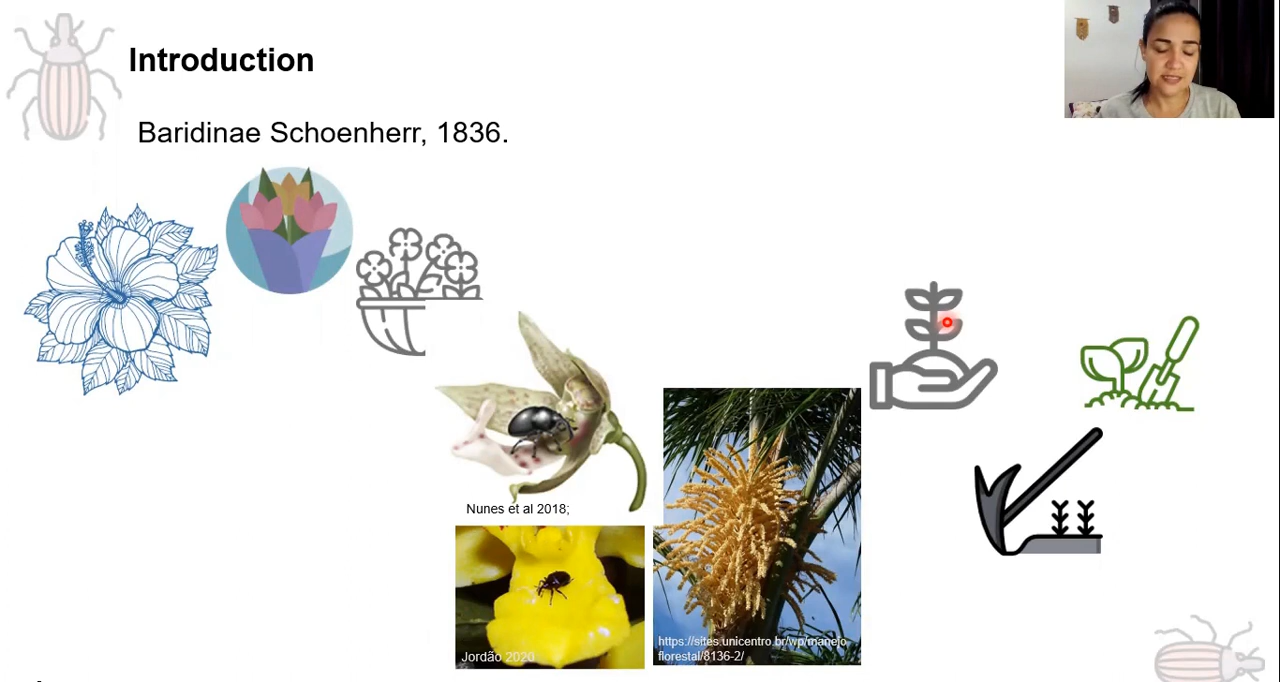 Introduction
Baridinae Schoenherr, 1836.
Nunes et al 2018;
Jordão 2020
https://sites.unicentro.br/wp/manejo
florestal/8136-2/